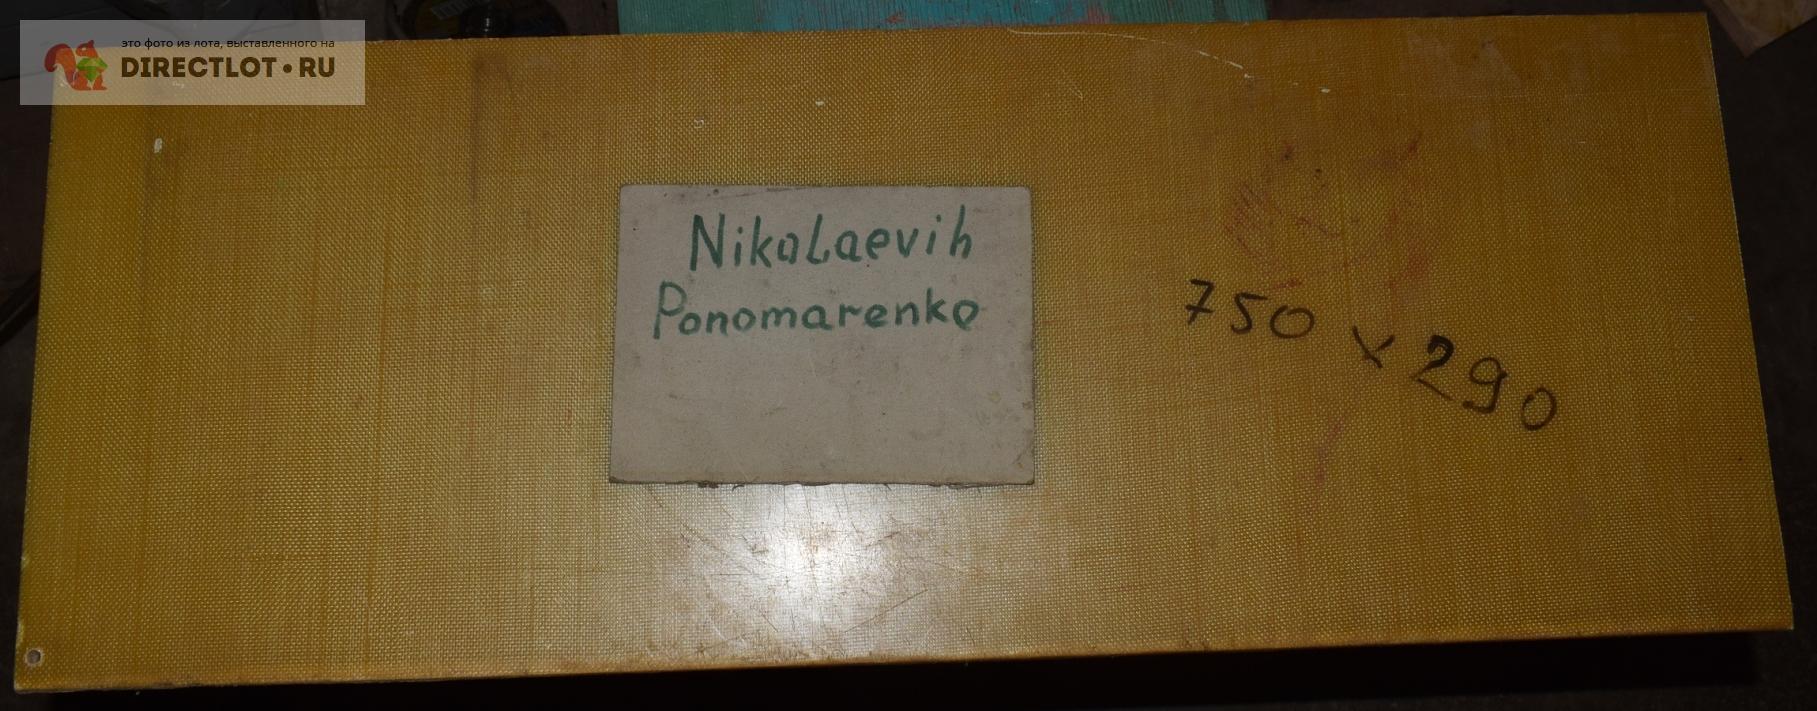 это фото из лота, выставленного на
DIRECTLOT•RU
NikoLaevih
Ponomarenko
750 x 290